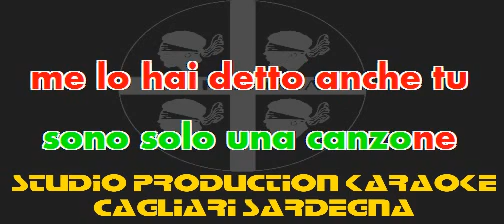 me lo hai detto anche tu
sono solo una canzone
STUDIO PRODUCTION KARAOKE
CAGLIARI SARDEGNA